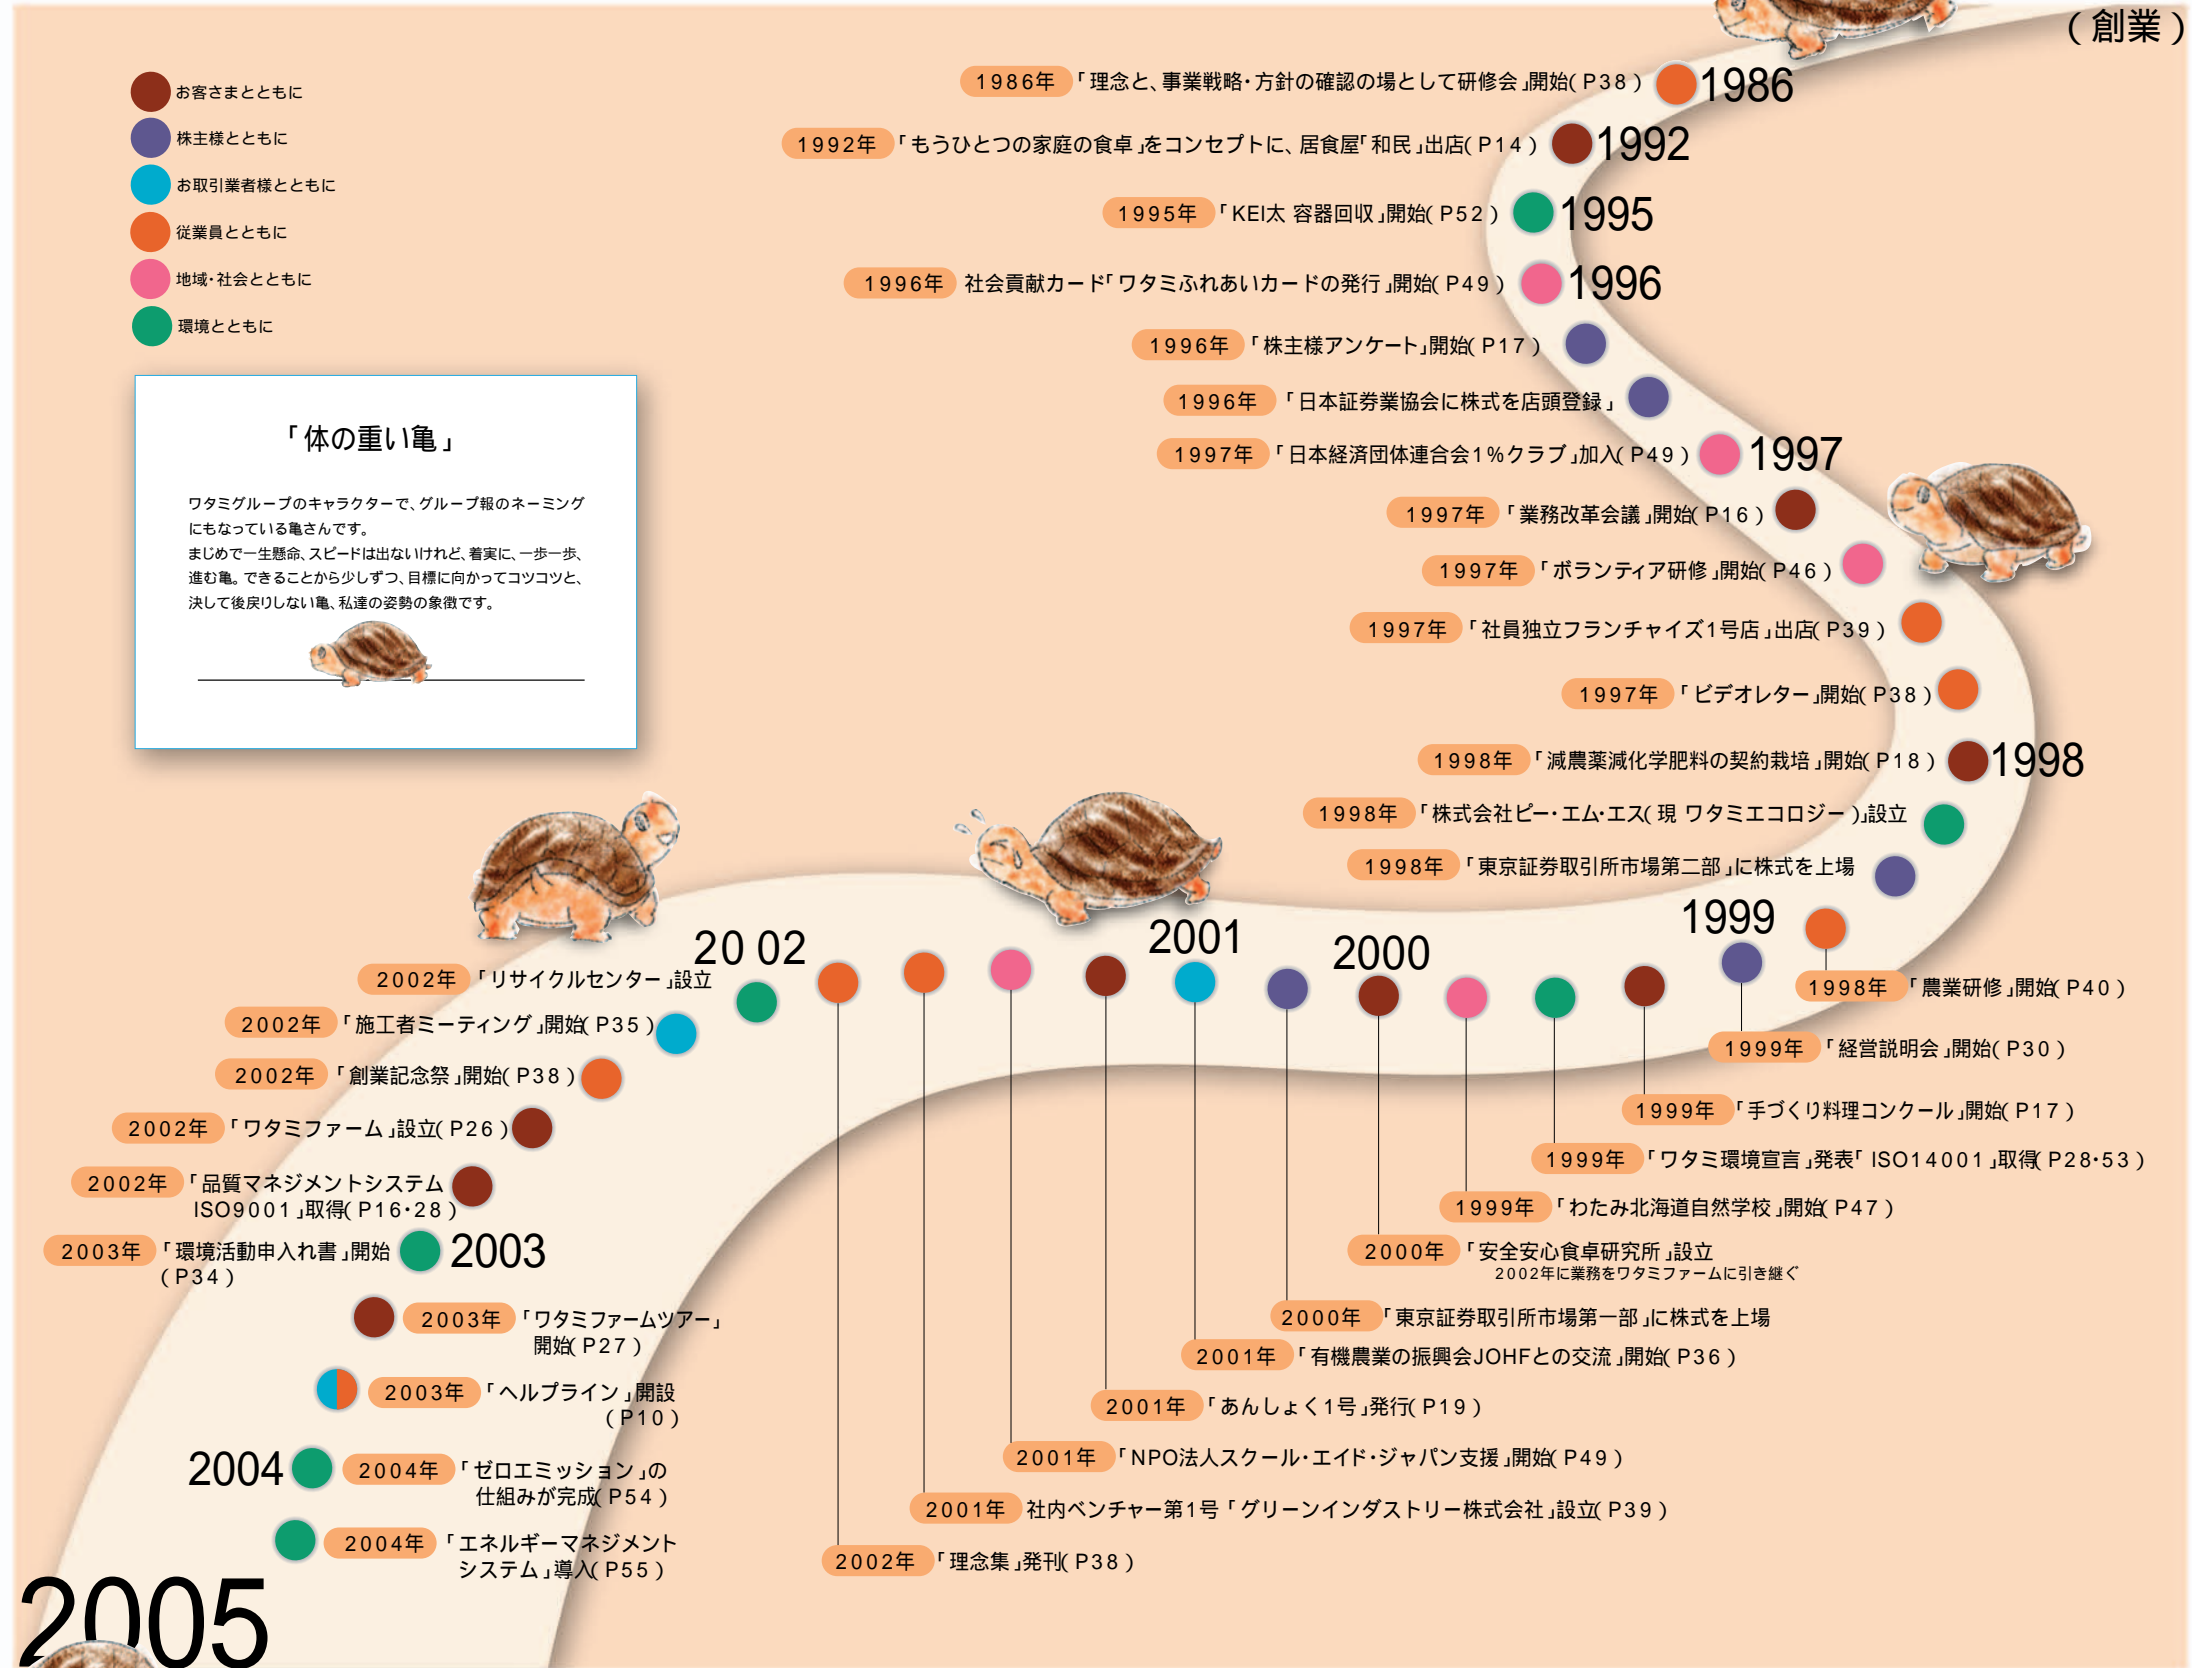 (創業)
お客さまとともに
株主様とともに
お取引業者様とともに
従業員とともに
地域・社会とともに
環境とともに
「体の重い亀」
ワタミグループのキャラクターで、グループ報のネーミング
にもなっている亀さんです。
まじめで一生懸命、スピードは出ないけれど、着実に、一歩一歩、
進む亀。できることから少しずつ、目標に向かってコツコツと、
決して後戻りしない亀、私達の姿勢の象徴です。
1986年 「理念と、事業戦略・方針の確認の場として研修会」開始(P38) 1986
1992年 「もうひとつの家庭の食卓」をコンセプトに、居食屋「和民」出店(P14) 1992
1995年 「KEI太 容器回収」開始(P52) 1995
1996年 社会貢献カード「ワタミふれあいカードの発行」開始(P49) 1996
1996年 「株主様アンケート」開始(P17)
1996年 「日本証券業協会に株式を店頭登録」
1997年 「日本経済団体連合会1%クラブ」加入(P49) 1997
1997年 「業務改革会議」開始(P16)
1997年 「ボランティア研修」開始(P46)
1997年 「社員独立フランチャイズ1号店」出店(P39)
1997年 「ビデオレター」開始(P38)
1998年 「減農薬減化学肥料の契約栽培」開始(P18) 1998
1998年 「株式会社ピー・エム・エス(現 ワタミエコロジー)」設立
1998年 「東京証券取引所市場第二部」に株式を上場
1998年 「農業研修」開始(P40)
1999
1999年 「経営説明会」開始(P30)
1999年 「手づくり料理コンクール」開始(P17)
1999年 「ワタミ環境宣言」発表「ISO14001」取得(P28・53)
1999年 「わたみ北海道自然学校」開始(P47)
2000
2000年 「安全安心食卓研究所」設立
2002年に業務をワタミファームに引き継ぐ
2000年 「東京証券取引所市場第一部」に株式を上場
2001
2001年 「有機農業の振興会JOHFとの交流」開始(P36)
2001年 「あんしょく1号」発行(P19)
2001年 「NPO法人スクール・エイド・ジャパン支援」開始(P49)
2001年 社内ベンチャー第1号「グリーンインダストリー株式会社」設立(P39)
2002年 「理念集」発刊(P38)
2002
2002年 「リサイクルセンター」設立
2002年 「施工者ミーティング」開始(P35)
2002年 「創業記念祭」開始(P38)
2002年 「ワタミファーム」設立(P26)
2002年 「品質マネジメントシステム
ISO9001」取得(P16・28)
2003年 「環境活動申入れ書」開始 2003
(P34)
2003年 「ワタミファームツアー」
開始(P27)
2003年 「ヘルプライン」開設
(P10)
2004 2004年 「ゼロエミッション」の
仕組みが完成(P54)
2004年 「エネルギーマネジメント
システム」導入(P55)
2005